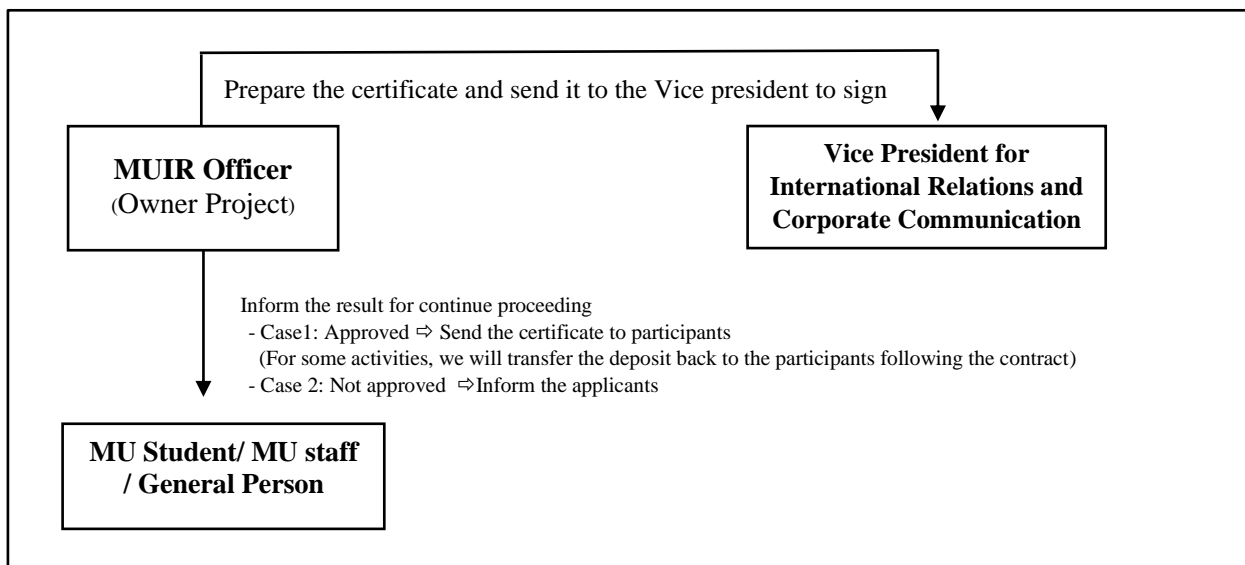 Prepare the certificate and send it to the Vice president to sign
MUIR Officer
(Owner Project)
Vice President for
International Relations and
Corporate Communication
Inform the result for continue proceeding
- Case1: Approved ⇨ Send the certificate to participants
(For some activities, we will transfer the deposit back to the participants following the contract)
- Case 2: Not approved ⇨Inform the applicants
MU Student/ MU staff
/ General Person